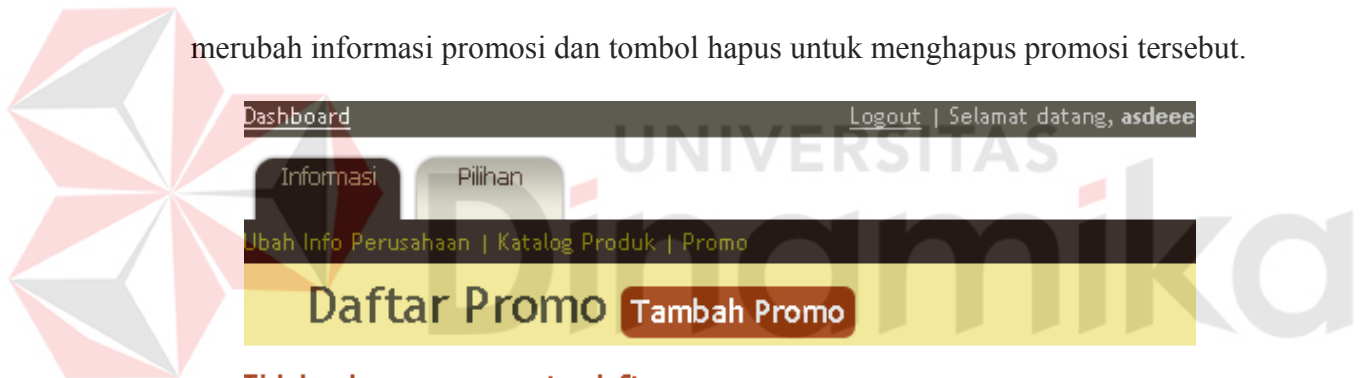 merubah informasi promosi dan tombol hapus untuk menghapus promosi tersebut.
Dashboard
Logout | Selamat datang, asdeee
UNIVERSITAS
Dinamika
Informasi
Pilihan
Ubah Info Perusahaan | Katalog Produk | Promo
Daftar Promo
Tambah Promo